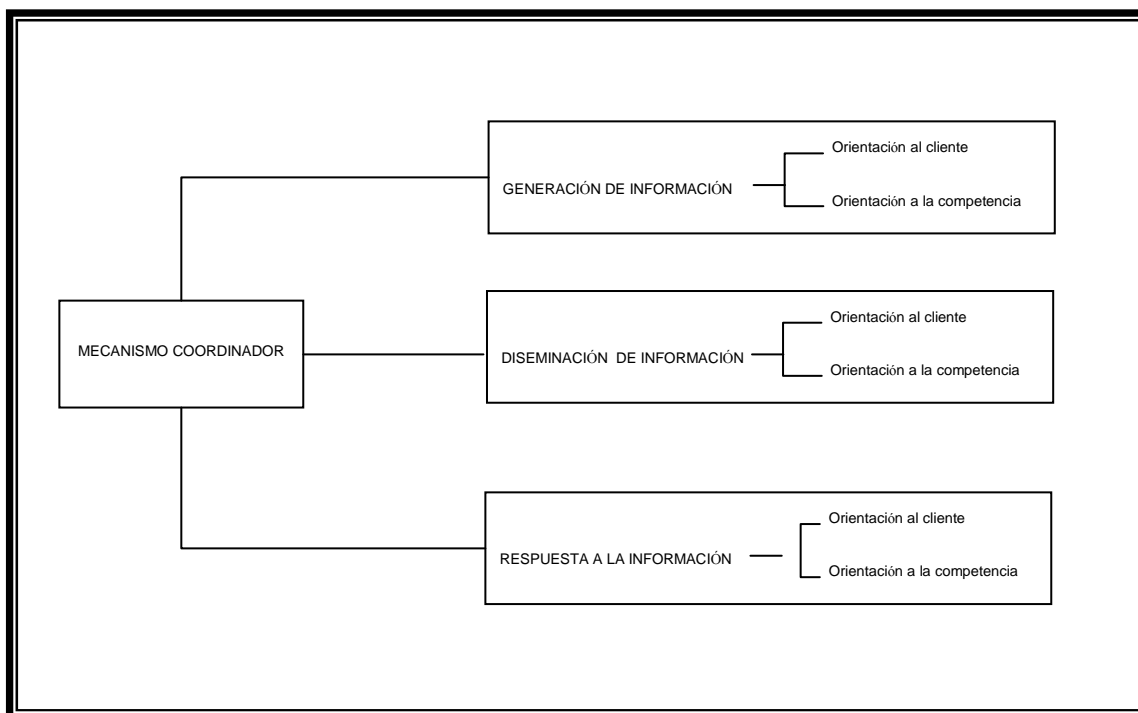 Orientación al cliente
GENERACIÓN DE INFORMACIÓN
Orientación a la competencia
MECANISMO COORDINADOR
Orientación al cliente
DISEMINACIÓN DE INFORMACIÓN
Orientación a la competencia
Orientación al cliente
RESPUESTA A LA INFORMACIÓN
Orientación a la competencia